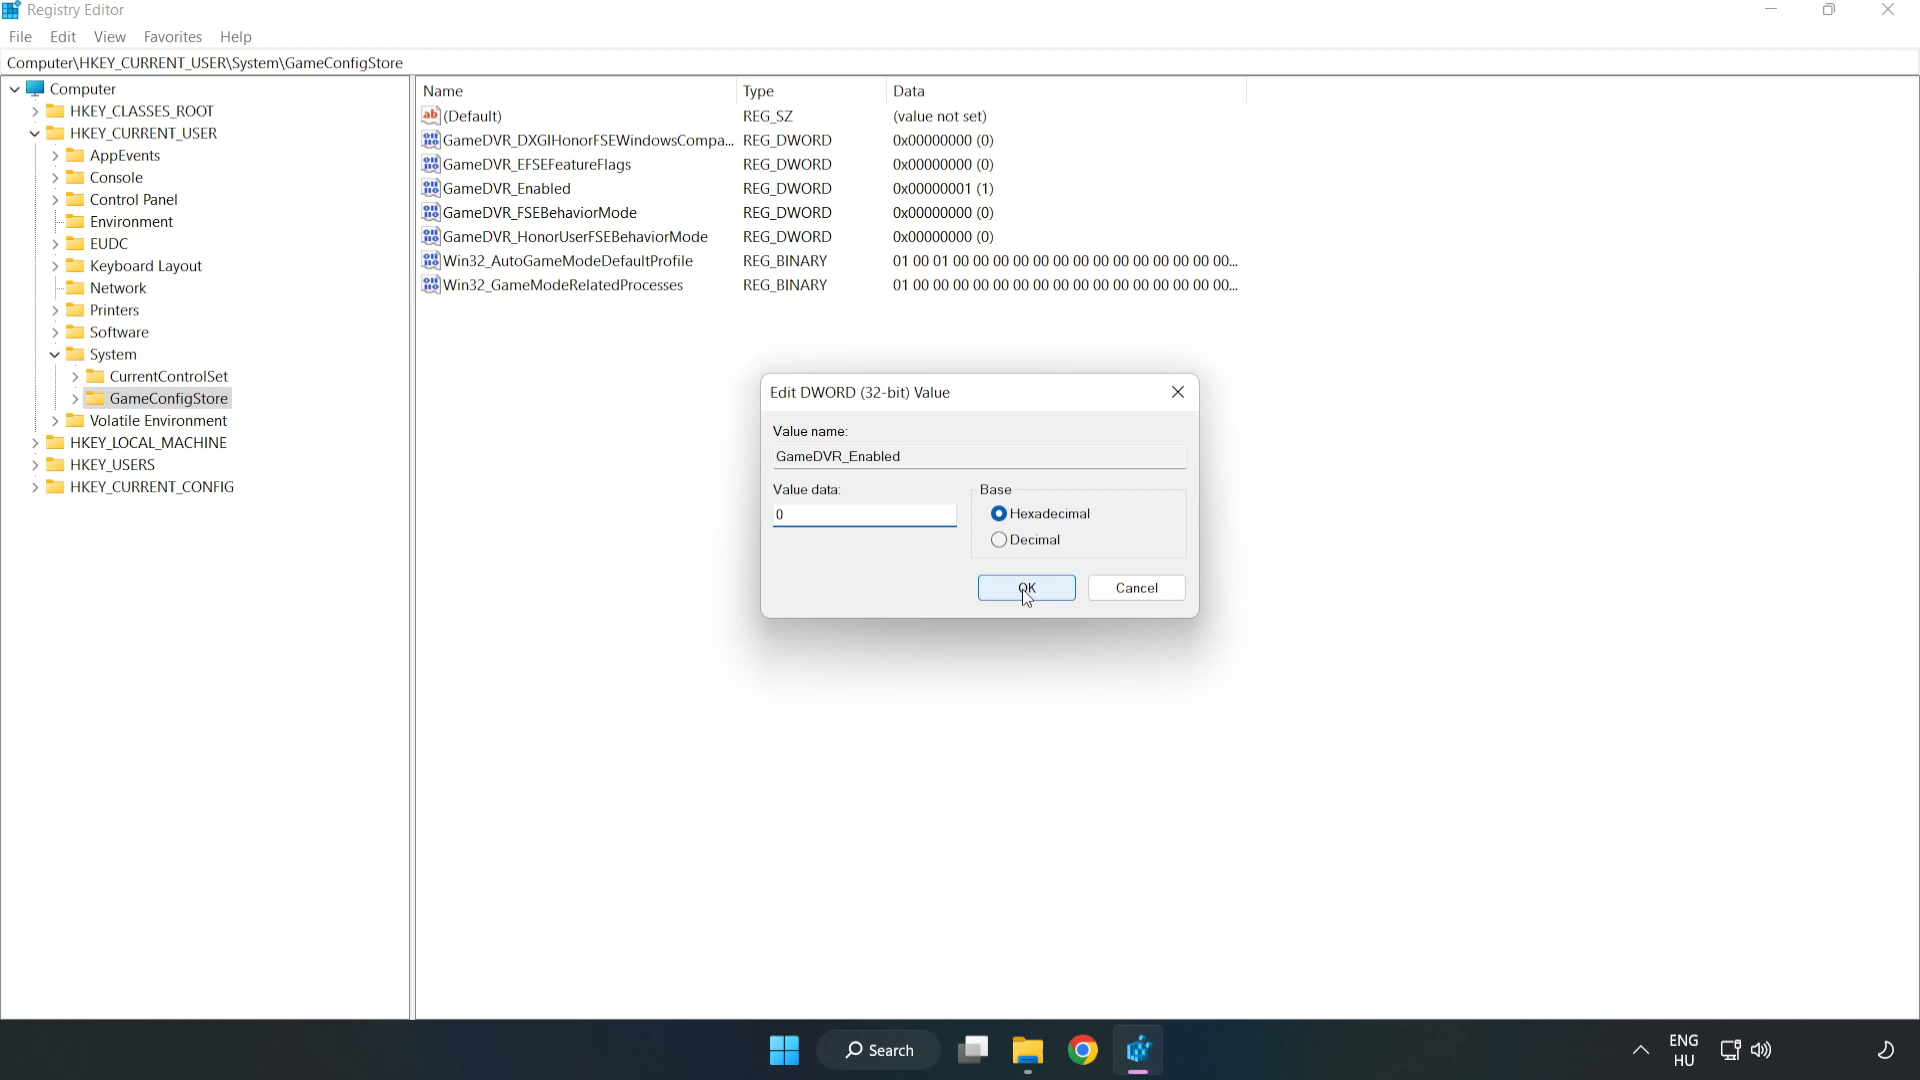 Registry Editor
File Edit View Favorites Help
Computer\HKEY_CURRENT_USER\System\GameConfigStore
Computer
HKEY_CLASSES_ROOT
HKEY_CURRENT_USER
AppEvents
Console
Control Panel
Environment
EUDC
Keyboard Layout
Network
Printers
Software
System
CurrentControlSet
GameConfigStore
Volatile Environment
HKEY_LOCAL_MACHINE
HKEY_USERS
HKEY_CURRENT_CONFIG
Name Type Data
(Default) REG_SZ (value not set)
GameDVR_DXGIHonorFSEWindowsCompa... REG_DWORD 0x00000000 (0)
GameDVR_EFSEFeatureFlags REG_DWORD 0x00000000 (0)
GameDVR_Enabled REG_DWORD 0x00000001 (1)
GameDVR_FSEBehaviorMode REG_DWORD 0x00000000 (0)
GameDVR_HonorUserFSEBehaviorMode REG_DWORD 0x00000000 (0)
Win32_AutoGameModeDefaultProfile REG_BINARY 01 00 01 00 00 00 00 00 00 00 00 00 00 00 00 00 00...
Win32_GameModeRelatedProcesses REG_BINARY 01 00 00 00 00 00 00 00 00 00 00 00 00 00 00 00 00...
Edit DWORD (32-bit) Value
Value name:
GameDVR_Enabled
Value data: Base
0 Hexadecimal
Decimal
OK Cancel
Search
ENG
HU